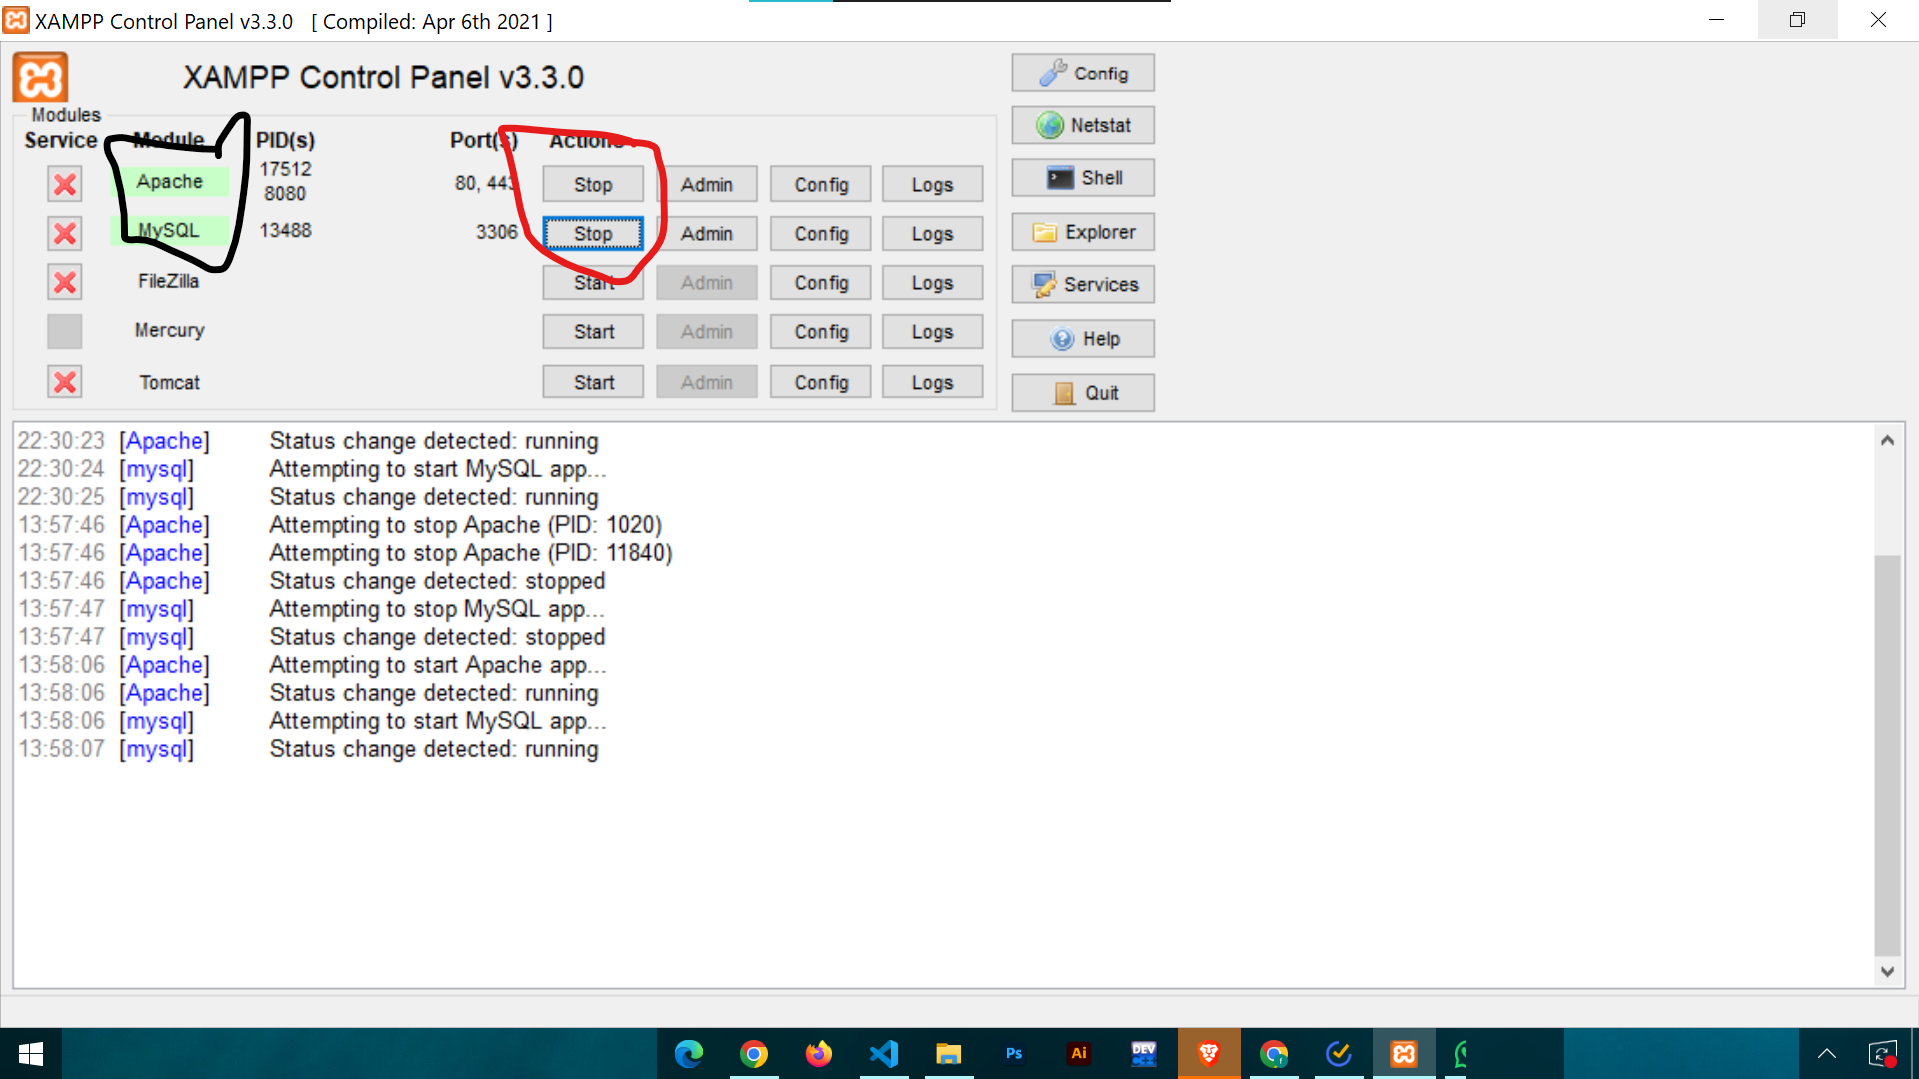 XAMPP Control Panel v3.3.0 [ Compiled: Apr 6th 2021 ]
XAMPP Control Panel v3.3.0
Modules
Service Module PID(s) Port(s) Actions
Apache 17512 8080 80, 443 Stop Admin Config Logs
MySQL 13488 3306 Stop Admin Config Logs
FileZilla Start Admin Config Logs
Mercury Start Admin Config Logs
Tomcat Start Admin Config Logs
Config
Netstat
Shell
Explorer
Services
Help
Quit
22:30:23 [Apache] Status change detected: running
22:30:24 [mysql] Attempting to start MySQL app...
22:30:25 [mysql] Status change detected: running
13:57:46 [Apache] Attempting to stop Apache (PID: 1020)
13:57:46 [Apache] Attempting to stop Apache (PID: 11840)
13:57:46 [Apache] Status change detected: stopped
13:57:47 [mysql] Attempting to stop MySQL app...
13:57:47 [mysql] Status change detected: stopped
13:58:06 [Apache] Attempting to start Apache app...
13:58:06 [Apache] Status change detected: running
13:58:06 [mysql] Attempting to start MySQL app...
13:58:07 [mysql] Status change detected: running
Ps Ai DEV C++